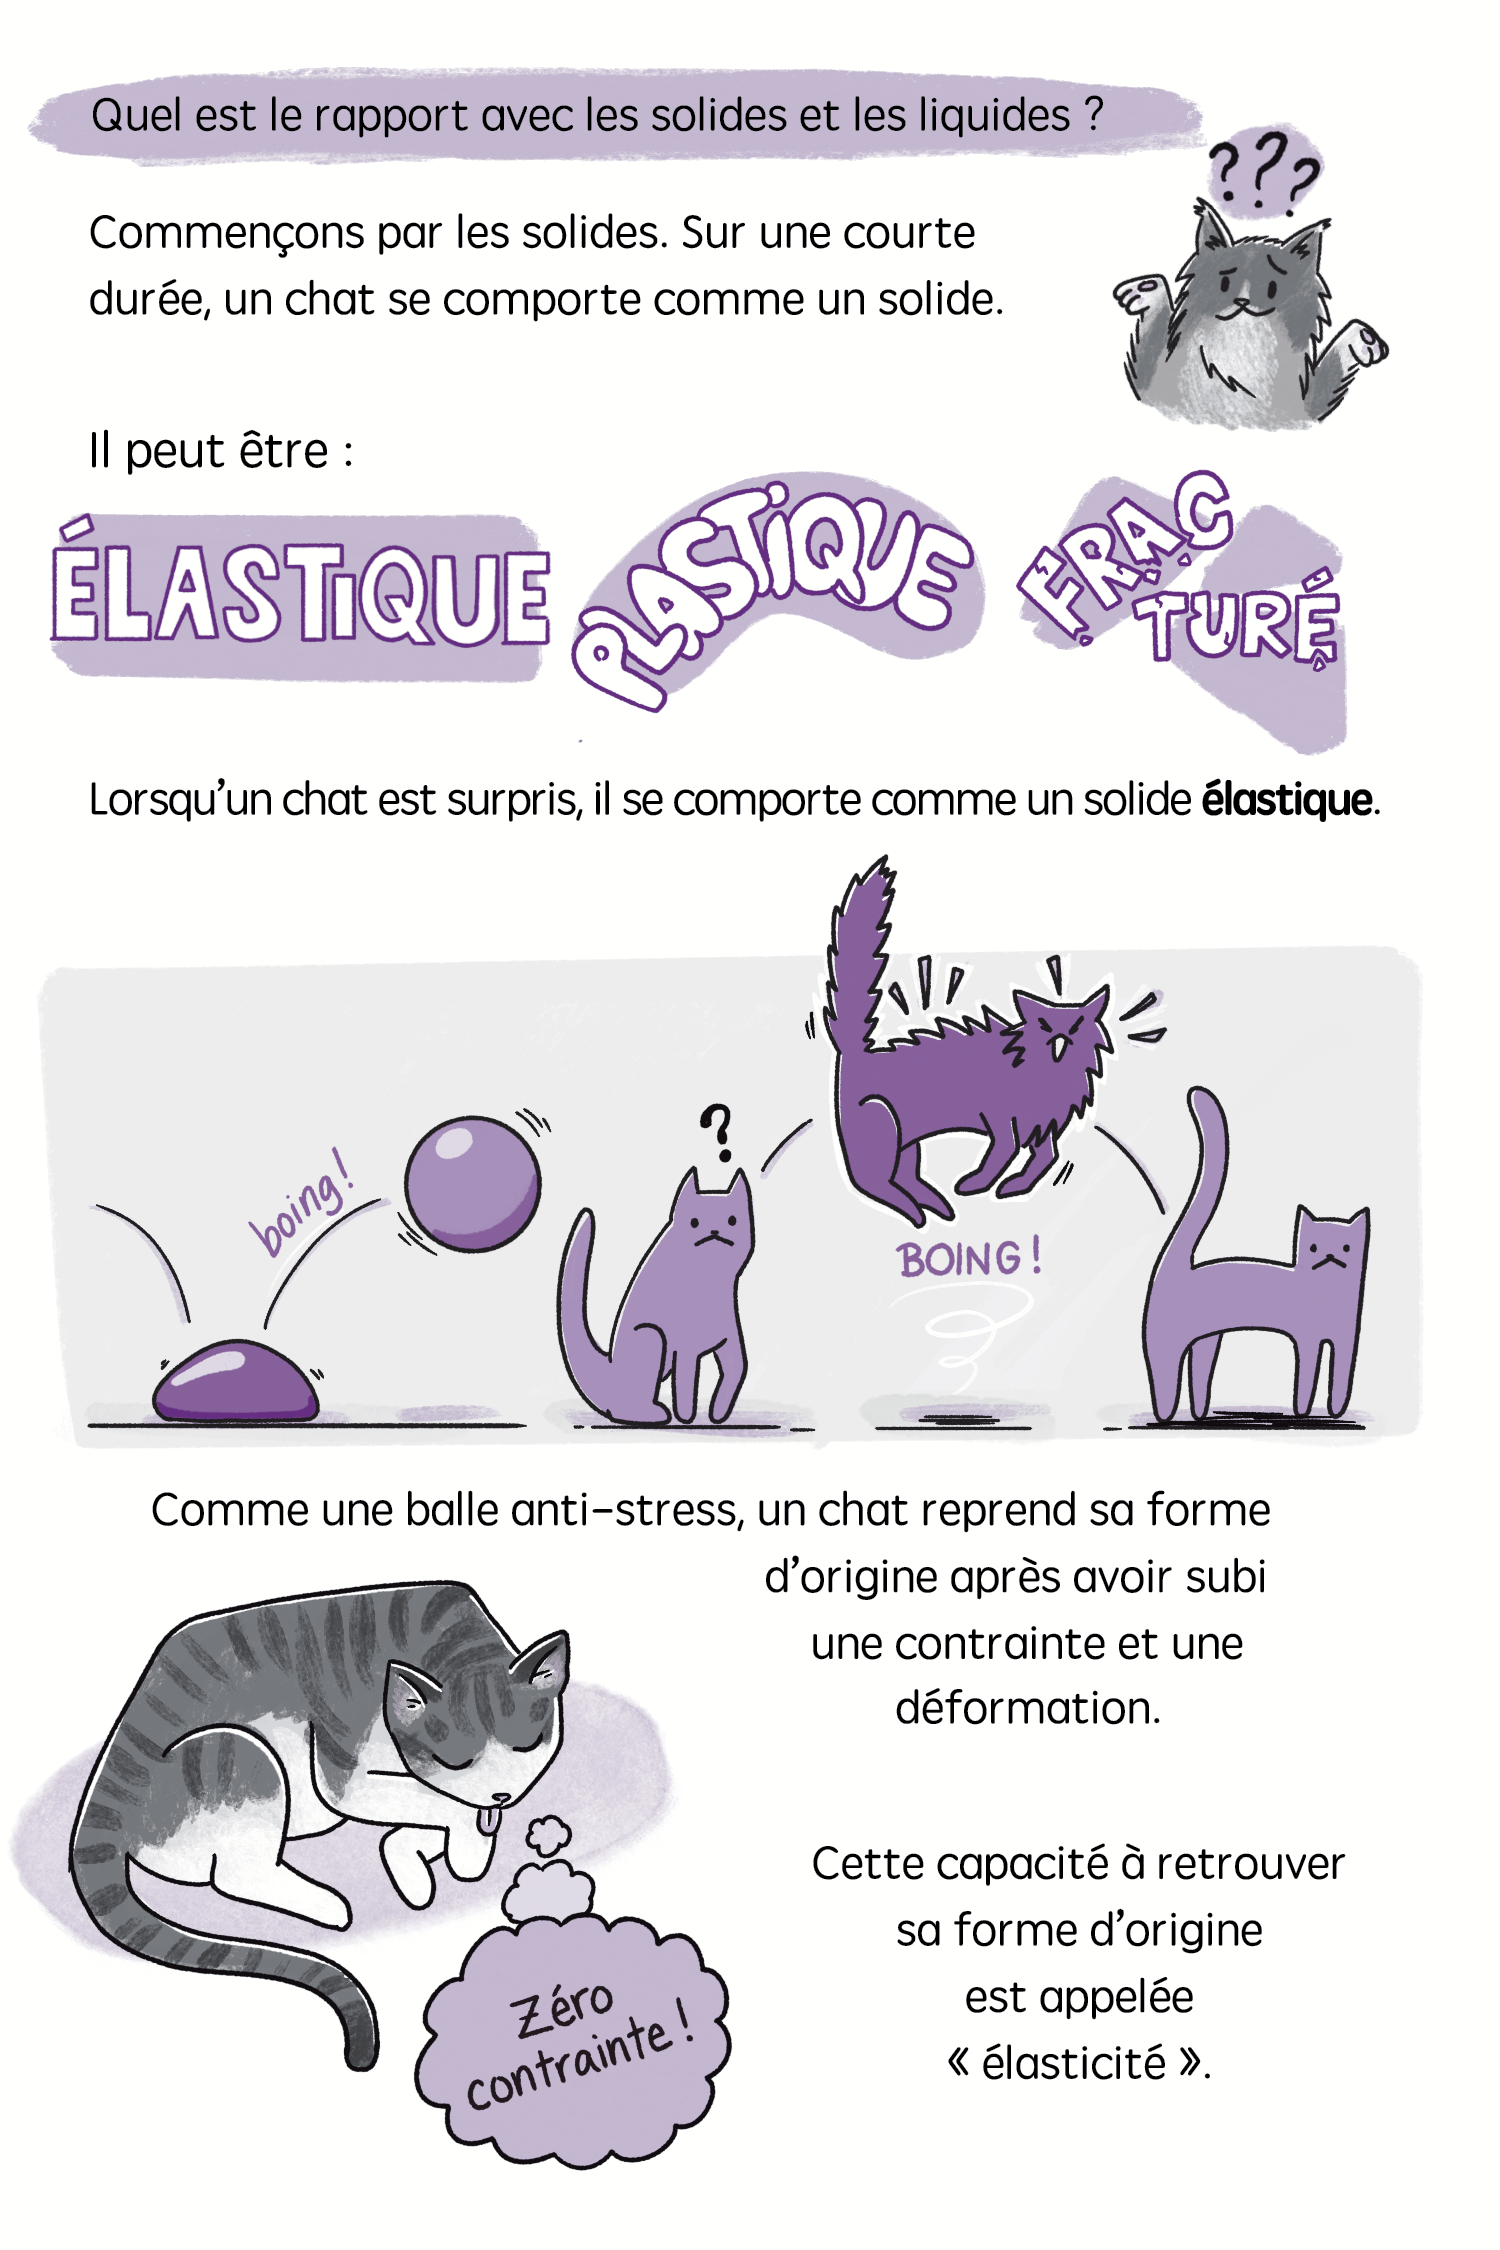 Quel est le rapport avec les solides et les liquides ?
???
Commençons par les solides. Sur une courte
durée, un chat se comporte comme un solide.
Il peut être :
ÉLASTIQUE
PLASTIQUE
FRAC
TURÉ
Lorsqu’un chat est surpris, il se comporte comme un solide élastique.
boing!
?
BOING!
Comme une balle anti-stress, un chat reprend sa forme
d’origine après avoir subi
une contrainte et une
déformation.
Cette capacité à retrouver
sa forme d’origine
est appelée
« élasticité ».
Zéro
contrainte !